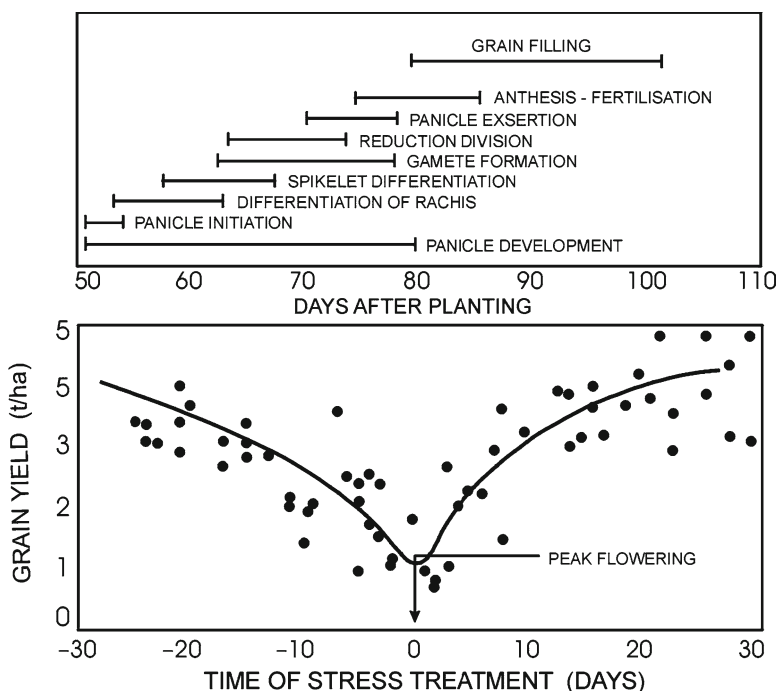 GRAIN FILLING
ANTHESIS - FERTILISATION
PANICLE EXSERTION
REDUCTION DIVISION
GAMETE FORMATION
SPIKELET DIFFERENTIATION
DIFFERENTIATION OF RACHIS
PANICLE INITIATION
PANICLE DEVELOPMENT
50 60 70 80 90 100 110
DAYS AFTER PLANTING
GRAIN YIELD (t/ha)
5
5
3
2
1
0
PEAK FLOWERING
−30 −20 −10 0 10 20 30
TIME OF STRESS TREATMENT (DAYS)